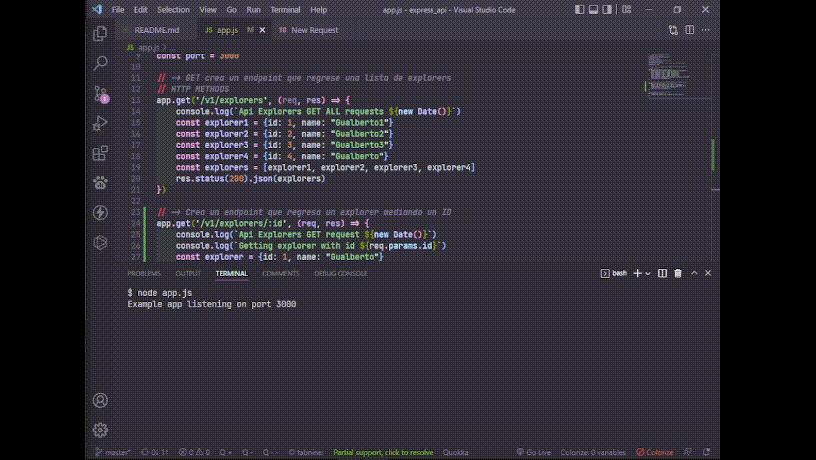 File Edit Selection View Go Run Terminal Help app.js - express_api - Visual Studio Code
README.md JS app.js M 10 New Request
JS app.js > ...
9 const port = 3000
10
11 // → GET crea un endpoint que regrese una lista de explorers
12 // HTTP METHODS
13 app.get('/v1/explorers', (req, res) => {
14 console.log(`Api Explorers GET ALL requests ${new Date()}`)
15 const explorer1 = {id: 1, name: "Gualberto1"}
16 const explorer2 = {id: 2, name: "Gualberto2"}
17 const explorer3 = {id: 3, name: "Gualberto3"}
18 const explorer4 = {id: 4, name: "Gualberto"}
19 const explorers = [explorer1, explorer2, explorer3, explorer4]
20 res.status(200).json(explorers)
21 })
22
23 // → Crea un endpoint que regresa un explorer mediando un ID
24 app.get('/v1/explorers/:id', (req, res) => {
25 console.log(`Api Explorers GET request ${new Date()}`)
26 console.log(`Getting explorer with id ${req.params.id}`)
27 const explorer = {id: 1, name: "Gualberto"}
PROBLEMS OUTPUT TERMINAL COMMENTS DEBUG CONSOLE bash
$ node app.js
Example app listening on port 3000
master* 0 0 tabnine: Partial support, click to resolve Quokka Go Live Colorize: 0 variables Colorize